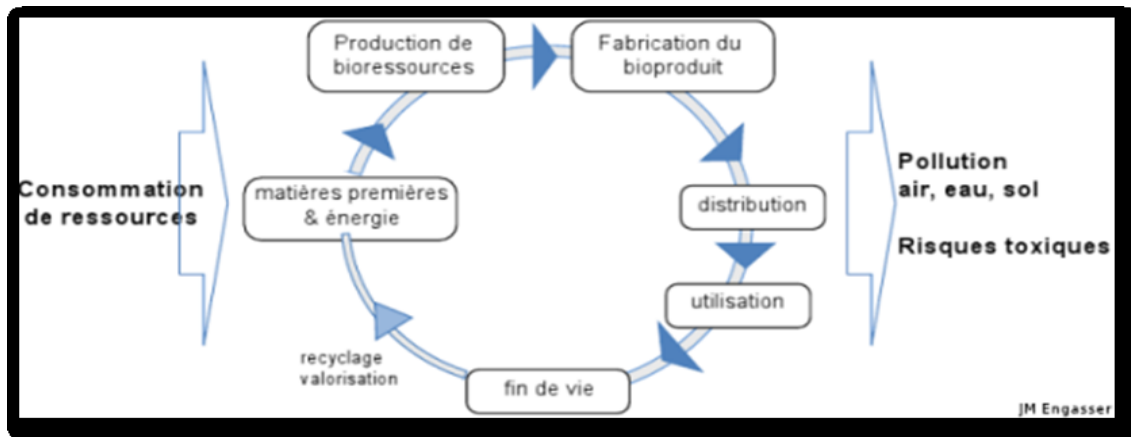 Production de
bioressources
Fabrication du
bioproduit
Consommation
de ressources
matières premières
& énergie
distribution
Pollution
air, eau, sol
Risques toxiques
utilisation
recyclage
valorisation
fin de vie
JM Engasser